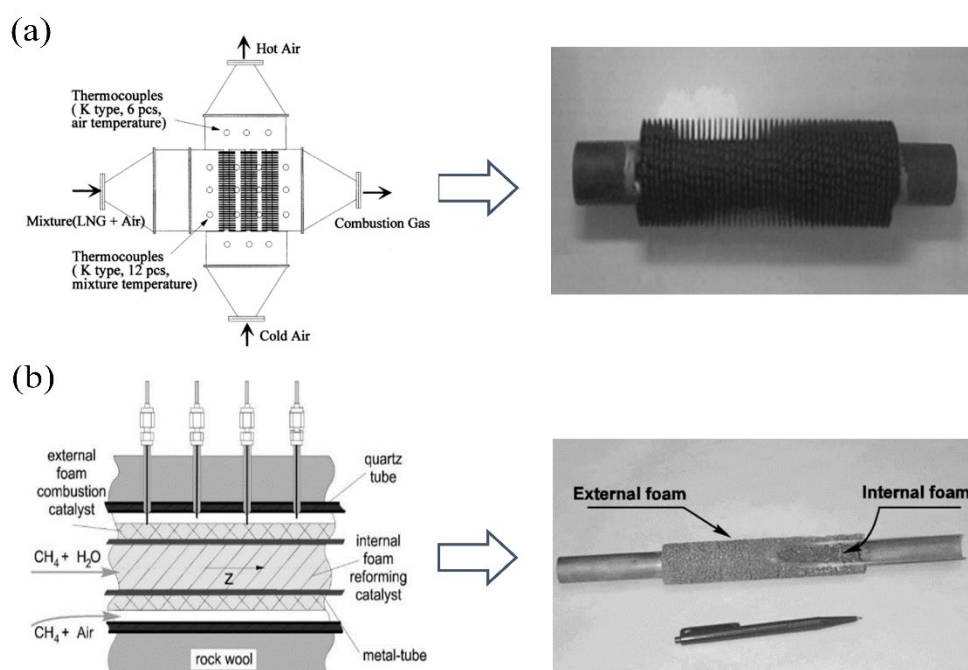 (a)
Hot Air
Thermocouples
( K type, 6 pcs,
air temperature)
Mixture(LNG + Air)
Combustion Gas
Thermocouples
( K type, 12 pcs,
mixture temperature)
Cold Air
(b)
external
foam
combustion
catalyst
quartz
tube
CH₄ + H₂O
internal
foam
reforming
catalyst
Z
CH₄ + Air
rock wool
metal-tube
External foam
Internal foam